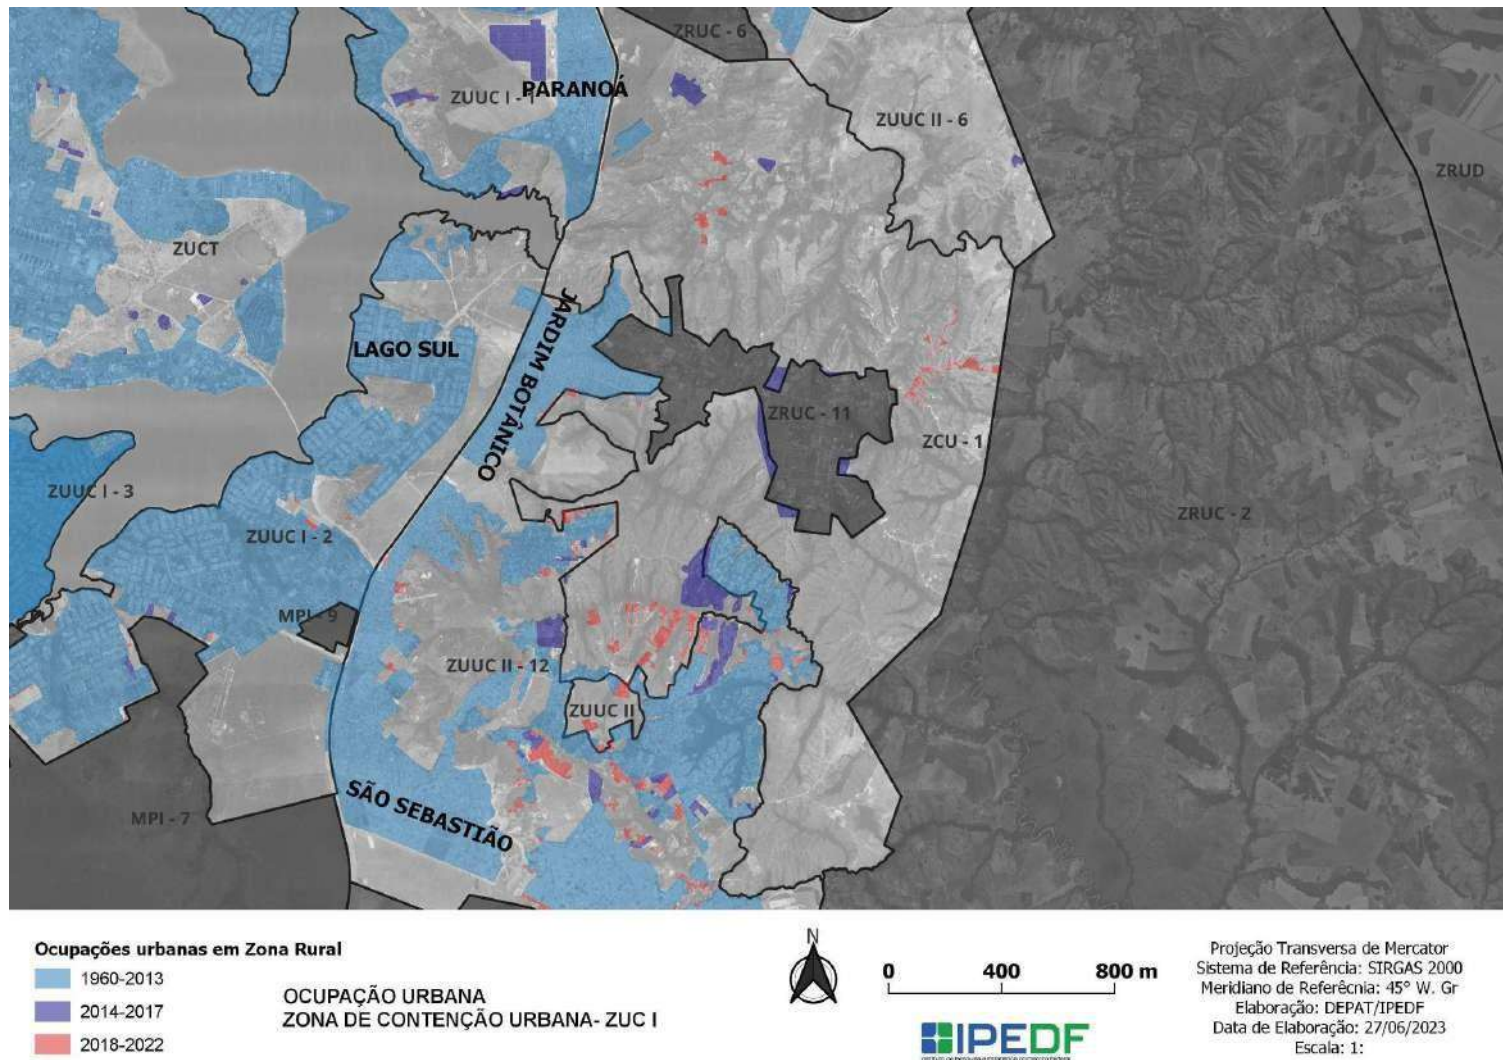 ZRUC - 6
PARANOÁ
ZUUC I - 1
ZUUC II - 6
ZRUD
ZUCT
JARDIM BOTÂNICO
LAGO SUL
ZRUC - 11
ZCU - 1
ZUUC I - 3
ZRUC - 2
ZUUC I - 2
MPI - 9
ZUUC II - 12
ZUUC II
SÃO SEBASTIÃO
MPI - 7
Ocupações urbanas em Zona Rural
1960-2013
2014-2017
2018-2022
OCUPAÇÃO URBANA
ZONA DE CONTENÇÃO URBANA- ZUC I
N
0 400 800 m
IPEDF
Projeção Transversa de Mercator
Sistema de Referência: SIRGAS 2000
Meridiano de Referêcnia: 45° W. Gr
Elaboração: DEPAT/IPEDF
Data de Elaboração: 27/06/2023
Escala: 1: